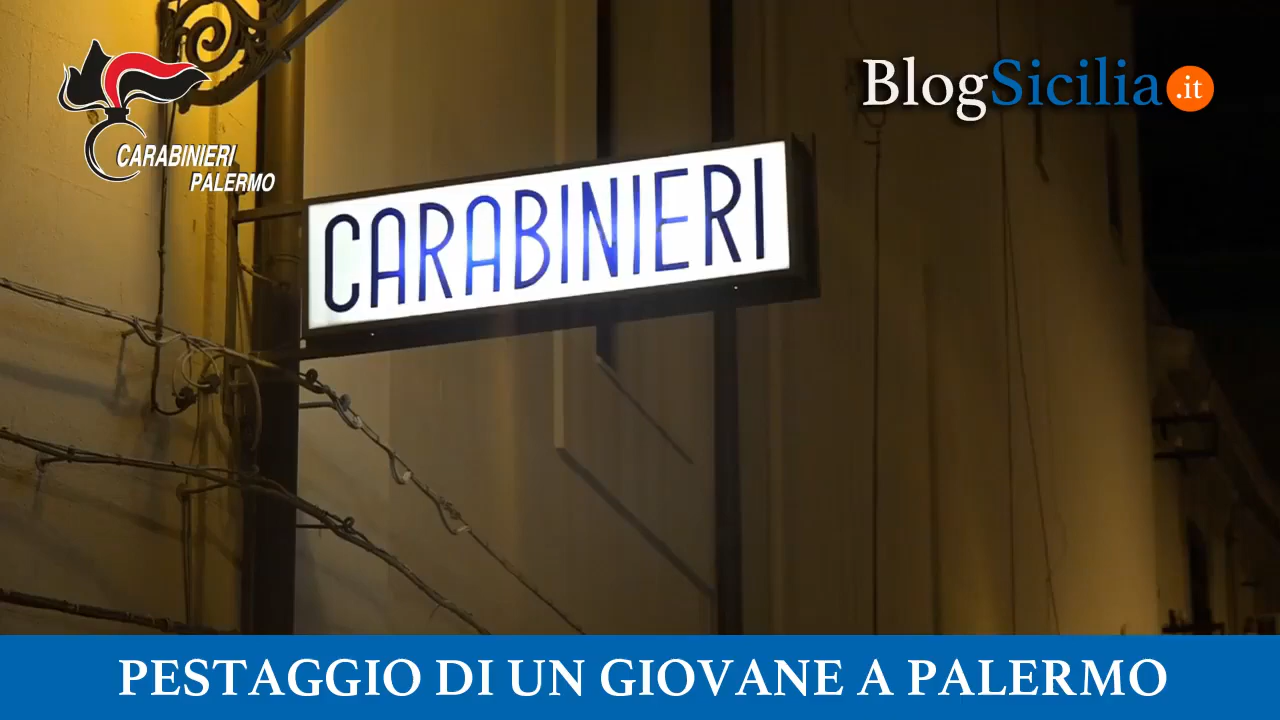 CARABINIERI
PALERMO
BlogSicilia.it
CARABINIERI
PESTAGGIO DI UN GIOVANE A PALERMO